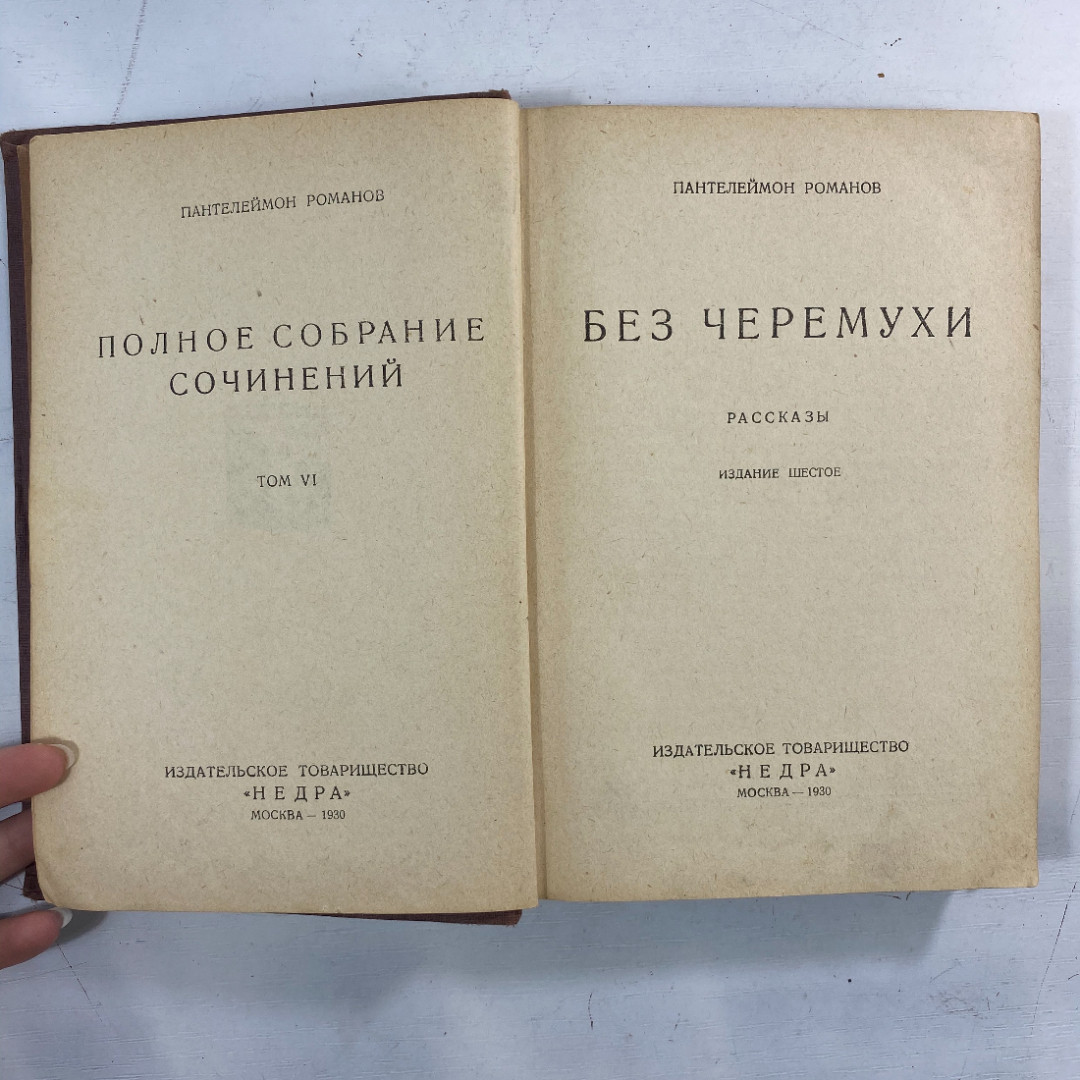 ПАНТЕЛЕЙМОН РОМАНОВ
ПОЛНОЕ СОБРАНИЕ
СОЧИНЕНИЙ
ТОМ VI
ИЗДАТЕЛЬСКОЕ ТОВАРИЩЕСТВО
«НЕДРА»
МОСКВА — 1930
ПАНТЕЛЕЙМОН РОМАНОВ
БЕЗ ЧЕРЕМУХИ
РАССКАЗЫ
ИЗДАНИЕ ШЕСТОЕ
ИЗДАТЕЛЬСКОЕ ТОВАРИЩЕСТВО
«НЕДРА»
МОСКВА — 1930